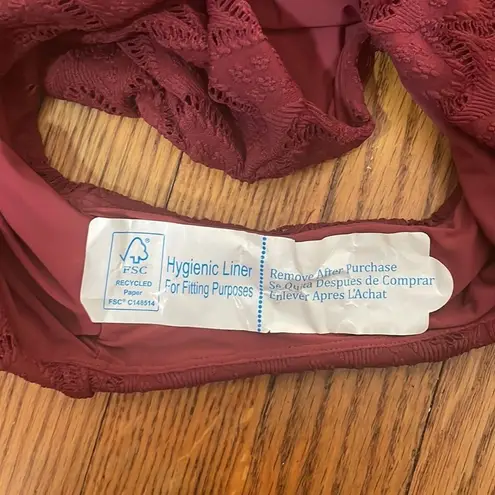 FSC
RECYCLED
Paper
FSC® C148514
Hygienic Liner
For Fitting Purposes
Remove After Purchase
Se Quita Despues de Comprar
Enlever Apres L'Achat